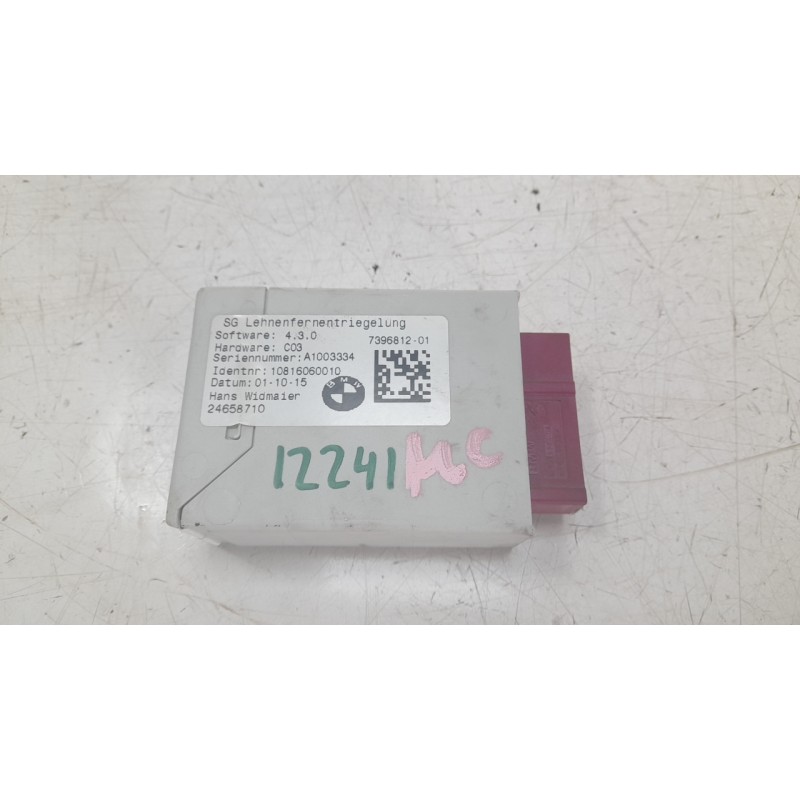 SG Lehnenfernentriegelung
Software: 4.3.0
7396812-01
Hardware: C03
Seriennummer:A1003334
Identnr:10816060010
Datum:01-10-15
BMW
Hans Widmaier
24658710
12241